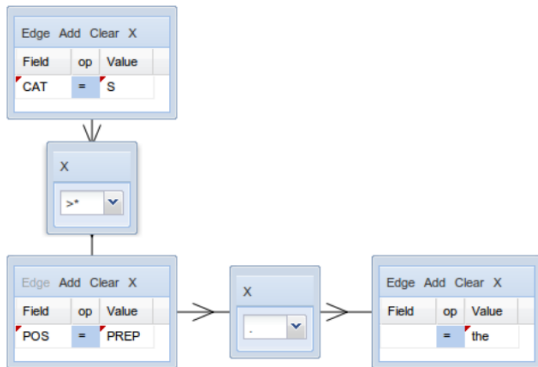 Edge Add Clear X
Field op Value
CAT = S
X
>*
Edge Add Clear X
Field op Value
POS = PREP
X
.
Edge Add Clear X
Field op Value
= the